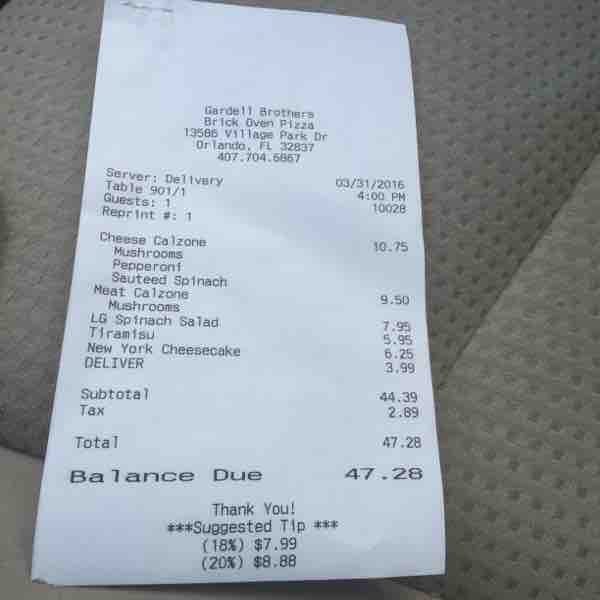 Gardell Brothers
Brick Oven Pizza
13586 Village Park Dr
Orlando, FL 32837
407.704.6867
Server: Delivery 03/31/2016
Table 901/1 4:00 PM
Guests: 1 10028
Reprint #: 1
Cheese Calzone 10.75
Mushrooms
Pepperoni
Sauteed Spinach
Meat Calzone 9.50
Mushrooms
LG Spinach Salad 7.95
Tiramisu 5.95
New York Cheesecake 6.25
DELIVER 3.99
Subtotal 44.39
Tax 2.89
Total 47.28
Balance Due 47.28
Thank You!
***Suggested Tip ***
(18%) $7.99
(20%) $8.88